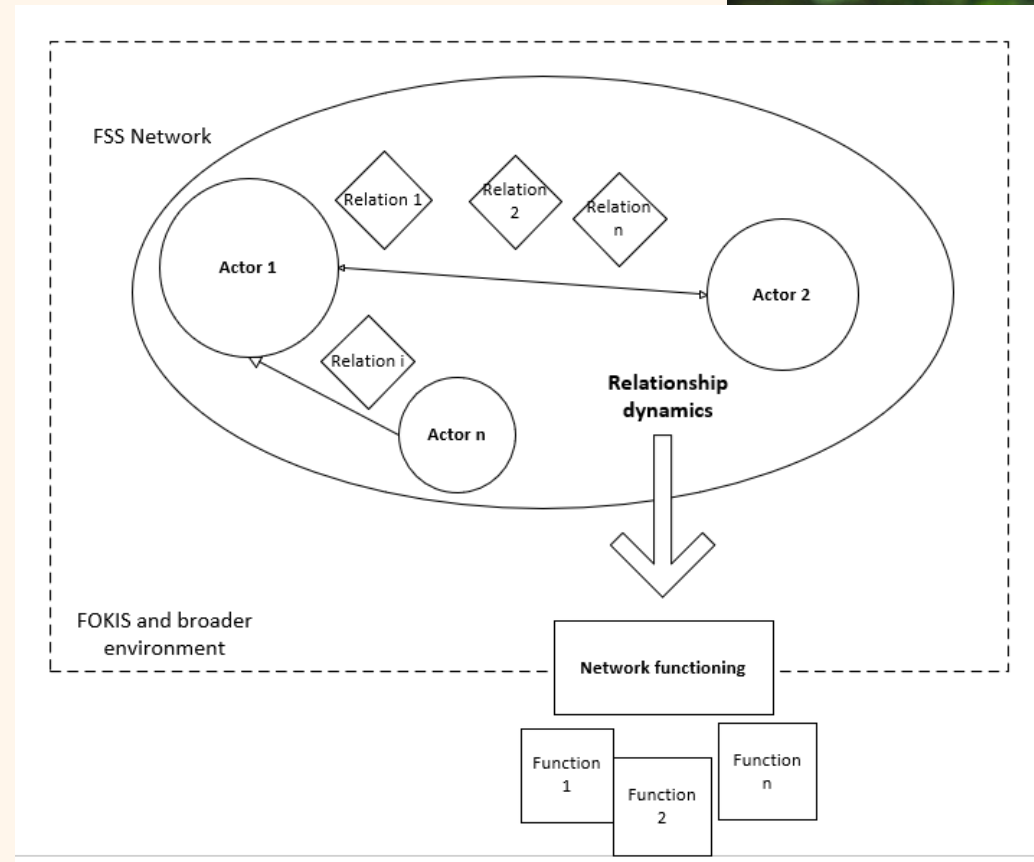 FSS Network
Relation 1
Relation
2
Relation
n
Actor 1
Actor 2
Relation i
Actor n
Relationship
dynamics
FOKIS and broader
environment
Network functioning
Function
1
Function
2
Function
n